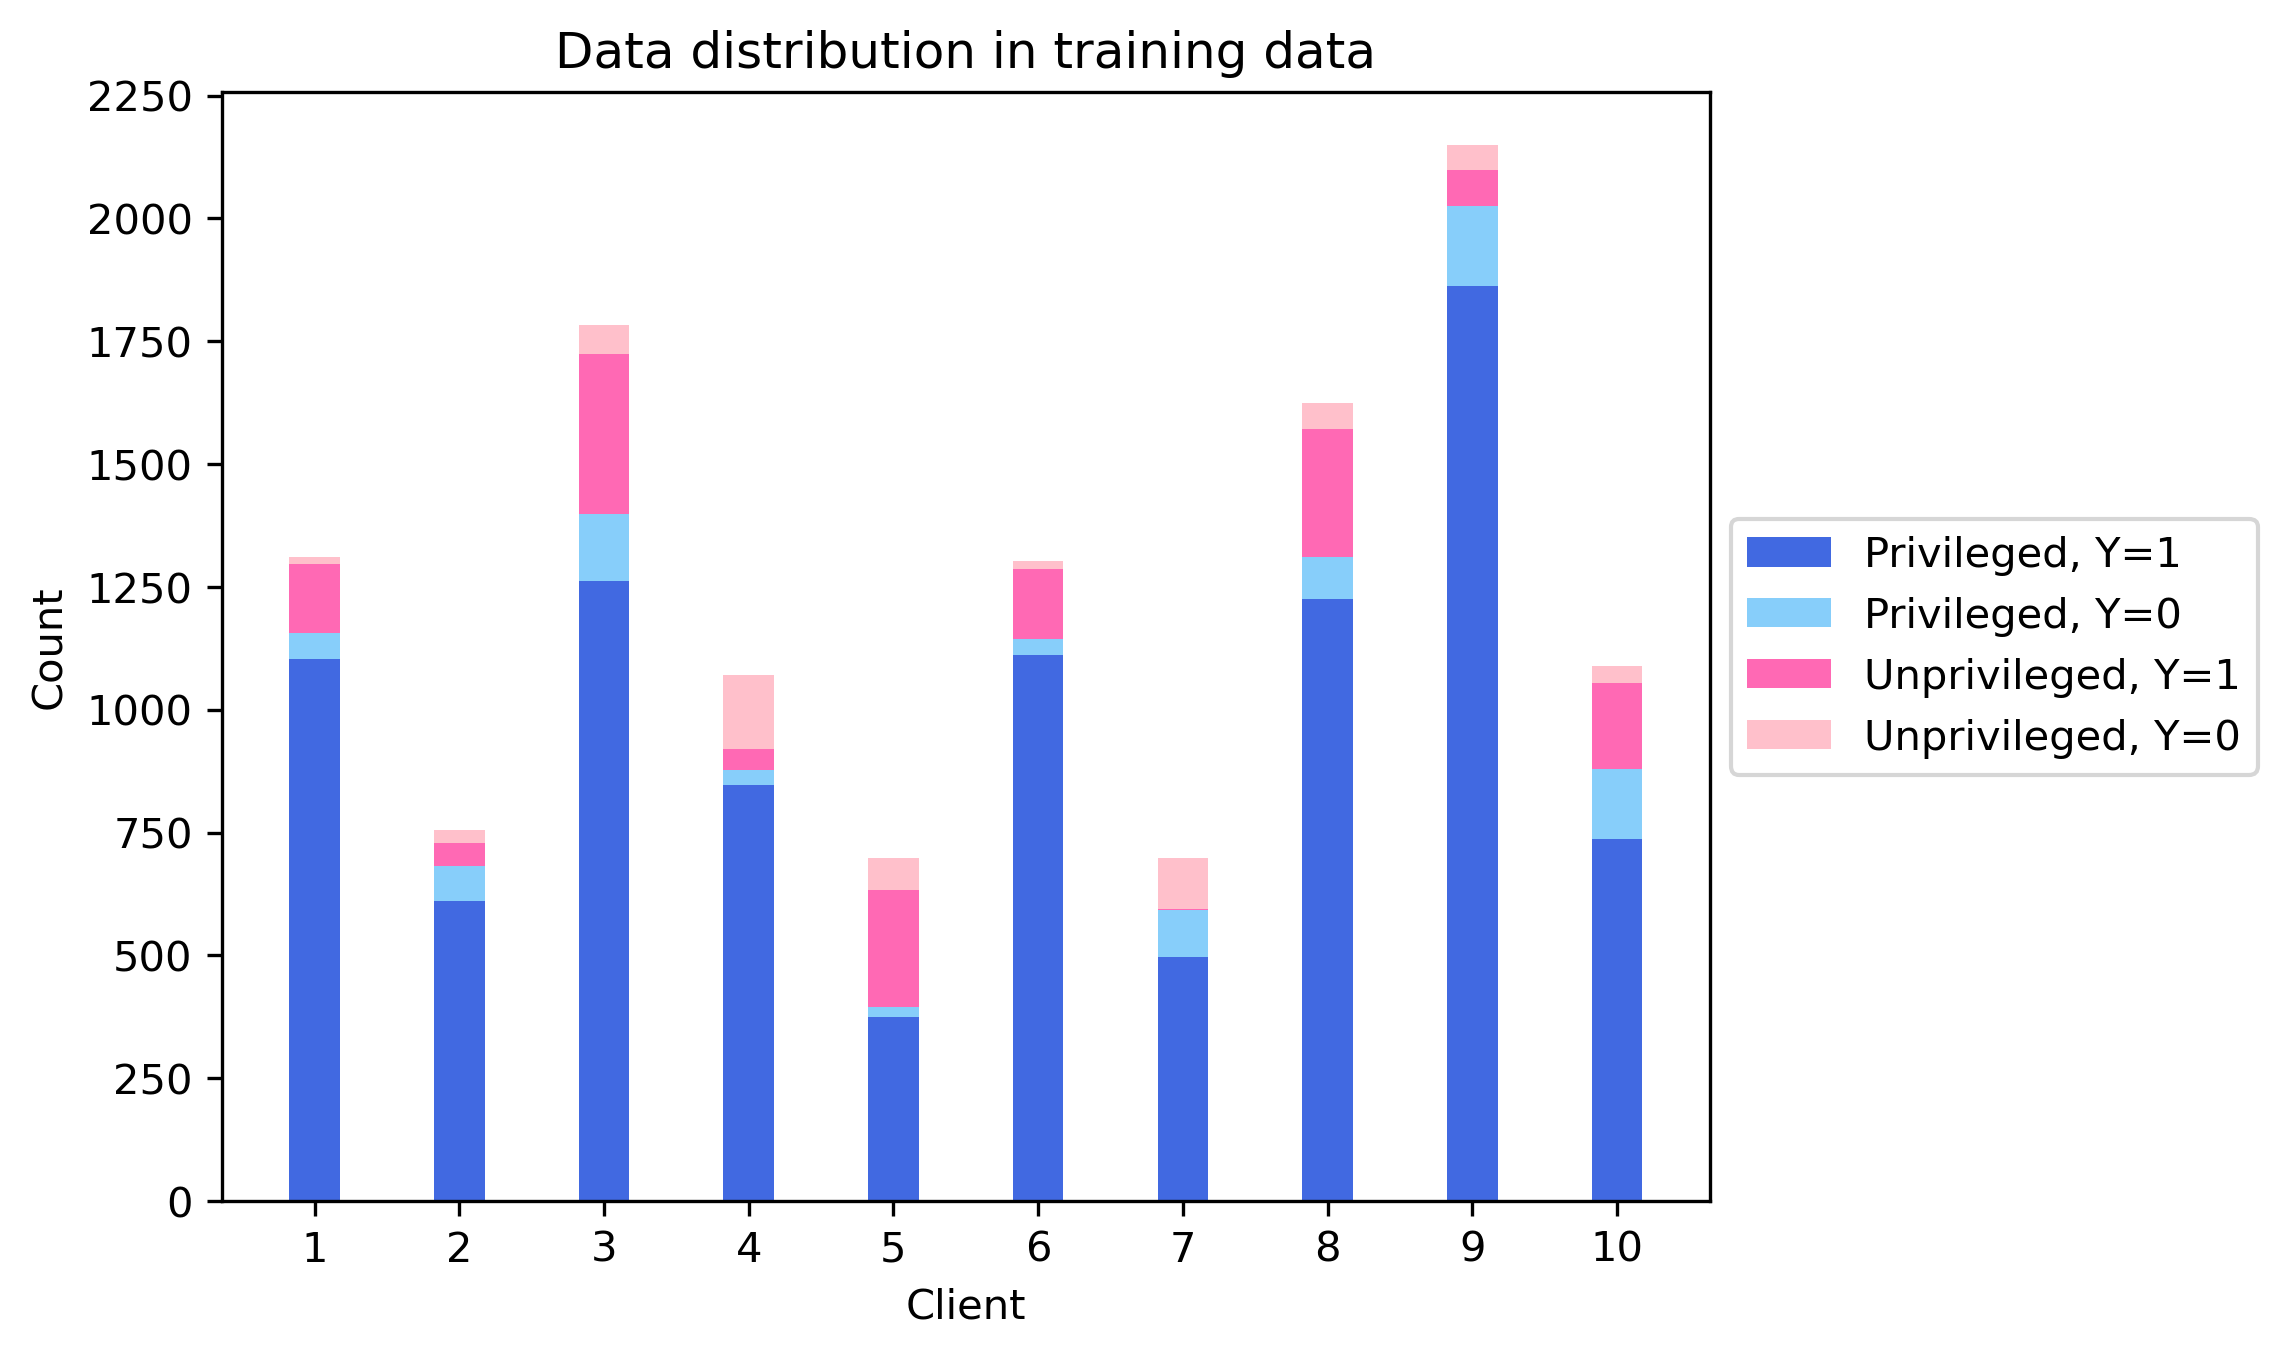 Data distribution in training data
2250
2000
1750
1500
1250
1000
750
500
250
0
Count
1 2 3 4 5 6 7 8 9 10
Client
Privileged, Y=1
Privileged, Y=0
Unprivileged, Y=1
Unprivileged, Y=0